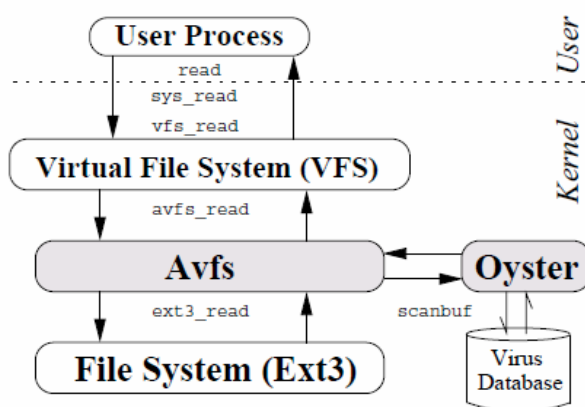 User Process
User
read
sys_read
vfs_read
Kernel
Virtual File System (VFS)
avfs_read
Avfs
Oyster
ext3_read
scanbuf
File System (Ext3)
Virus
Database